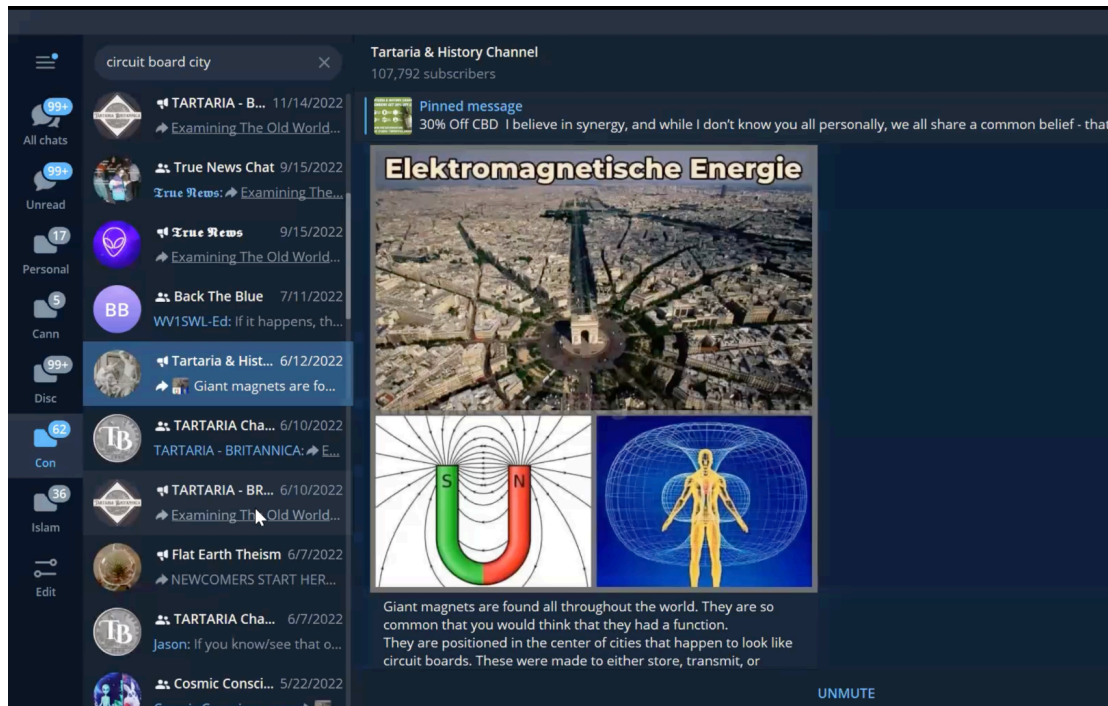 circuit board city
99+
All chats
99+
Unread
17
Personal
5
Cann
99+
Disc
62
Con
36
Islam
Edit
TARTARIA - B... 11/14/2022
Examining The Old World...
True News Chat 9/15/2022
𝕿𝖗𝖚𝖊 𝕹𝖊𝖜𝖘: Examining The...
𝕿𝖗𝖚𝖊 𝕹𝖊𝖜𝖘 9/15/2022
Examining The Old World...
BB
Back The Blue 7/11/2022
WV1SWL-Ed: If it happens, th...
Tartaria & Hist... 6/12/2022
Giant magnets are fo...
TB
TARTARIA Cha... 6/10/2022
TARTARIA - BRITANNICA: E...
TARTARIA - BR... 6/10/2022
Examining The Old World...
Flat Earth Theism 6/7/2022
NEWCOMERS START HER...
TB
TARTARIA Cha... 6/7/2022
Jason: If you know/see that o...
Cosmic Consci... 5/22/2022
Tartaria & History Channel
107,792 subscribers
Pinned message
30% Off CBD I believe in synergy, and while I don't know you all personally, we all share a common belief - that
Elektromagnetische Energie
S N
Giant magnets are found all throughout the world. They are so
common that you would think that they had a function.
They are positioned in the center of cities that happen to look like
circuit boards. These were made to either store, transmit, or
UNMUTE